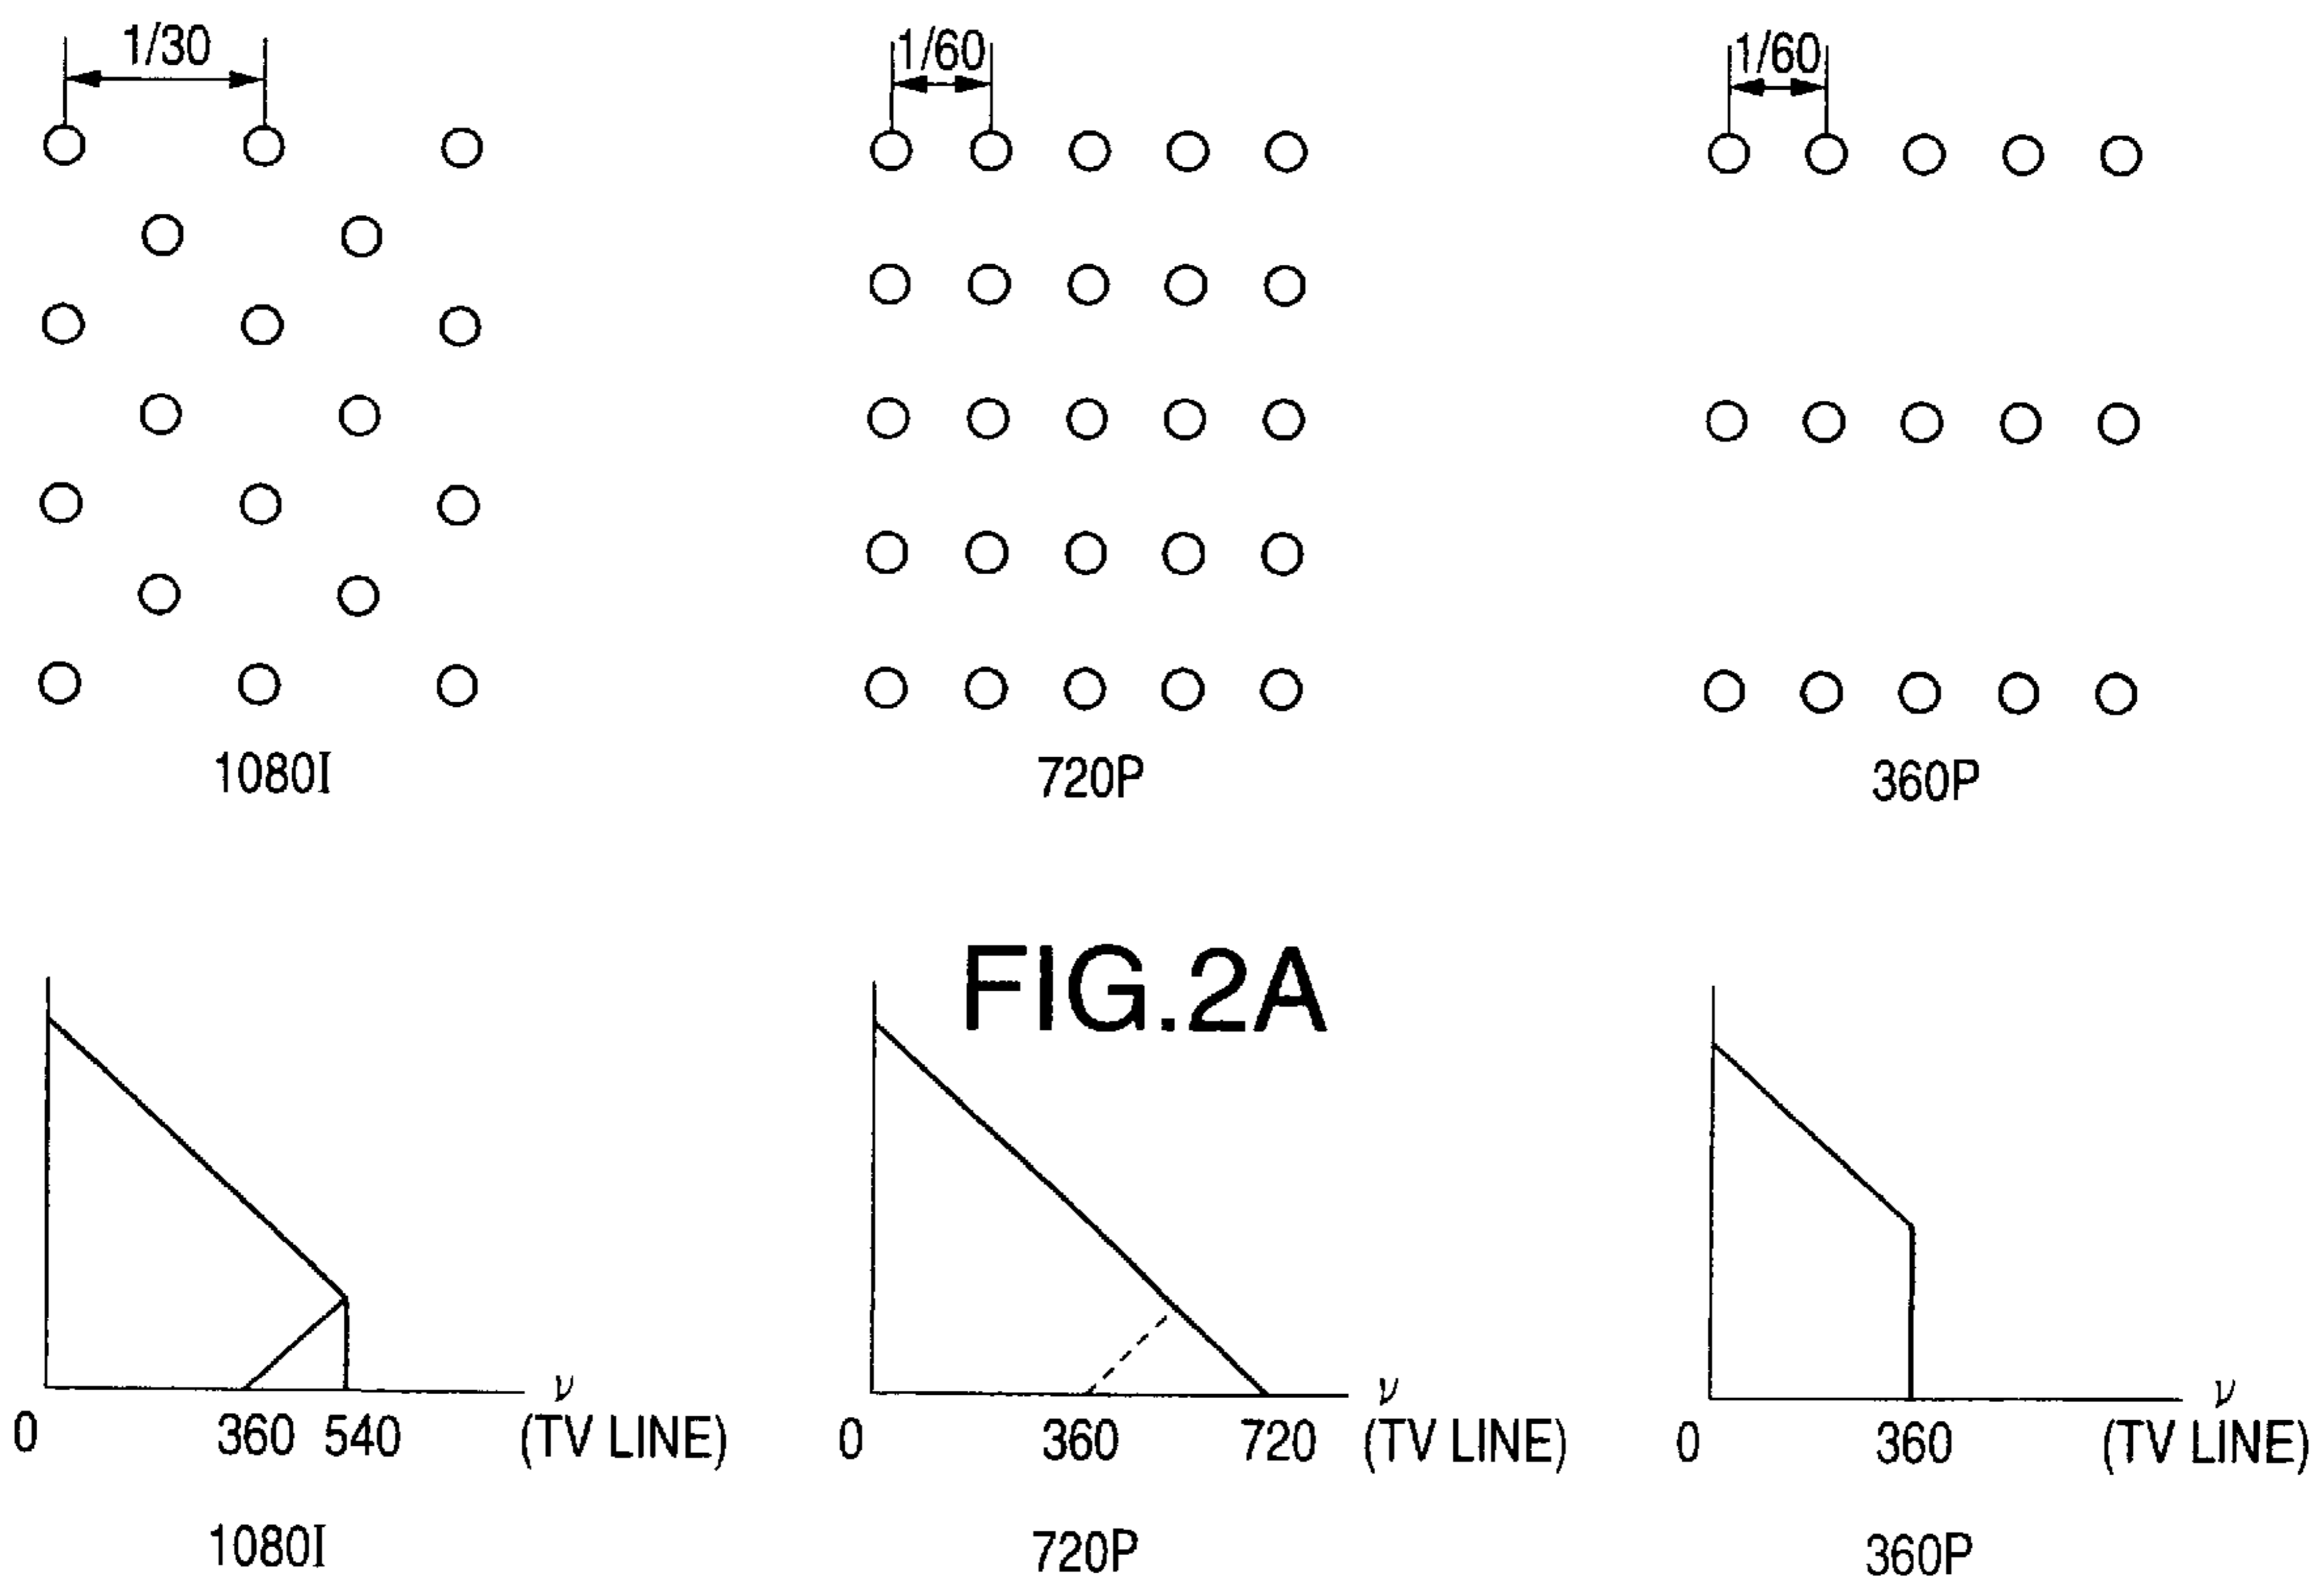 1/30 1/60 1/60
1080I 720P 360P
FIG.2A
ν ν ν
0 360 540 (TV LINE) 0 360 720 (TV LINE) 0 360 (TV LINE)
1080I 720P 360P